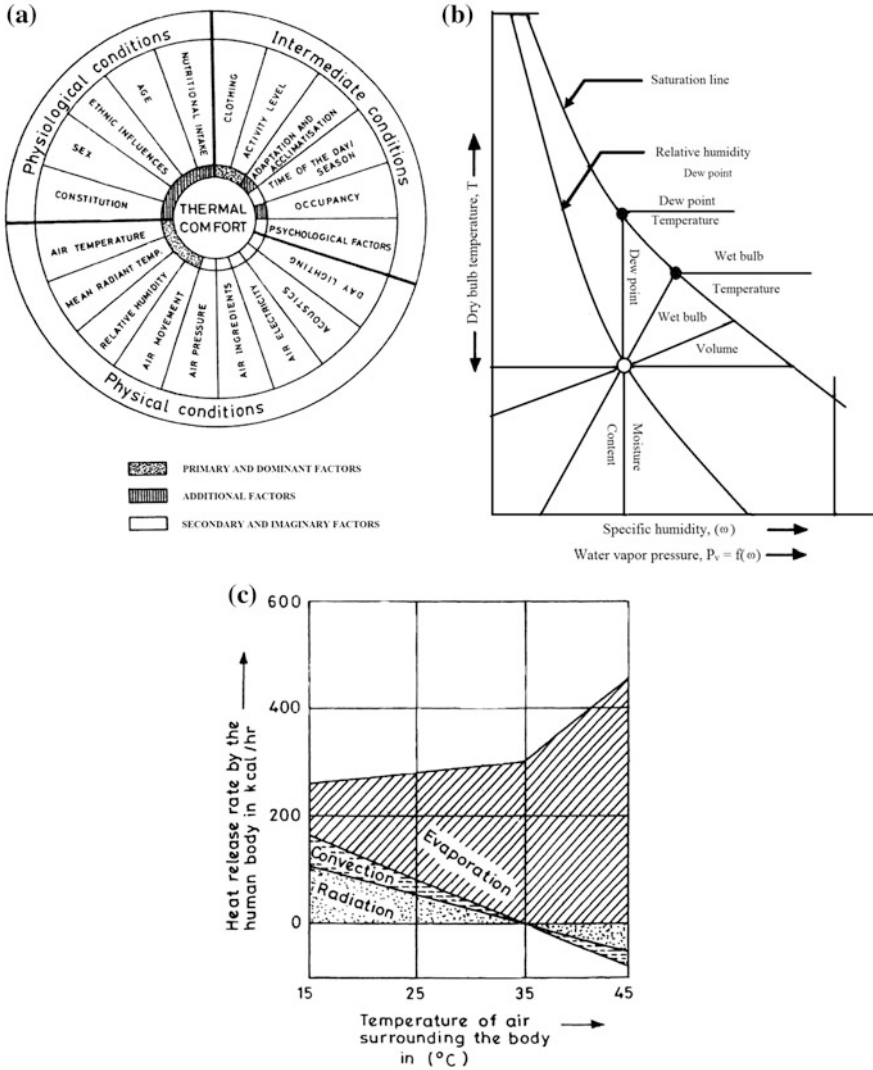 (a)
Physiological conditions
Intermediate conditions
Physical conditions
CONSTITUTION
SEX
ETHNIC INFLUENCES
AGE
NUTRITIONAL INTAKE
CLOTHING
ACTIVITY LEVEL
ADAPTATION AND
ACCLIMATISATION
TIME OF THE DAY/
SEASON
OCCUPANCY
PSYCHOLOGICAL FACTORS
DAY LIGHTING
ACOUSTICS
AIR ELECTRICITY
AIR INGREDIENTS
AIR PRESSURE
AIR MOVEMENT
RELATIVE HUMIDITY
MEAN RADIANT TEMP.
AIR TEMPERATURE
THERMAL
COMFORT
PRIMARY AND DOMINANT FACTORS
ADDITIONAL FACTORS
SECONDARY AND IMAGINARY FACTORS
(b)
Dry bulb temperature, T
Saturation line
Relative humidity
Dew point
Dew point
Temperature
Wet bulb
Temperature
Dew point
Wet bulb
Volume
Moisture
Content
Specific humidity, (ω)
Water vapor pressure, Pv = f(ω)
(c)
Heat release rate by the
human body in kcal/hr
600
400
200
0
Evaporation
Convection
Radiation
15 25 35 45
Temperature of air
surrounding the body
in (°C)